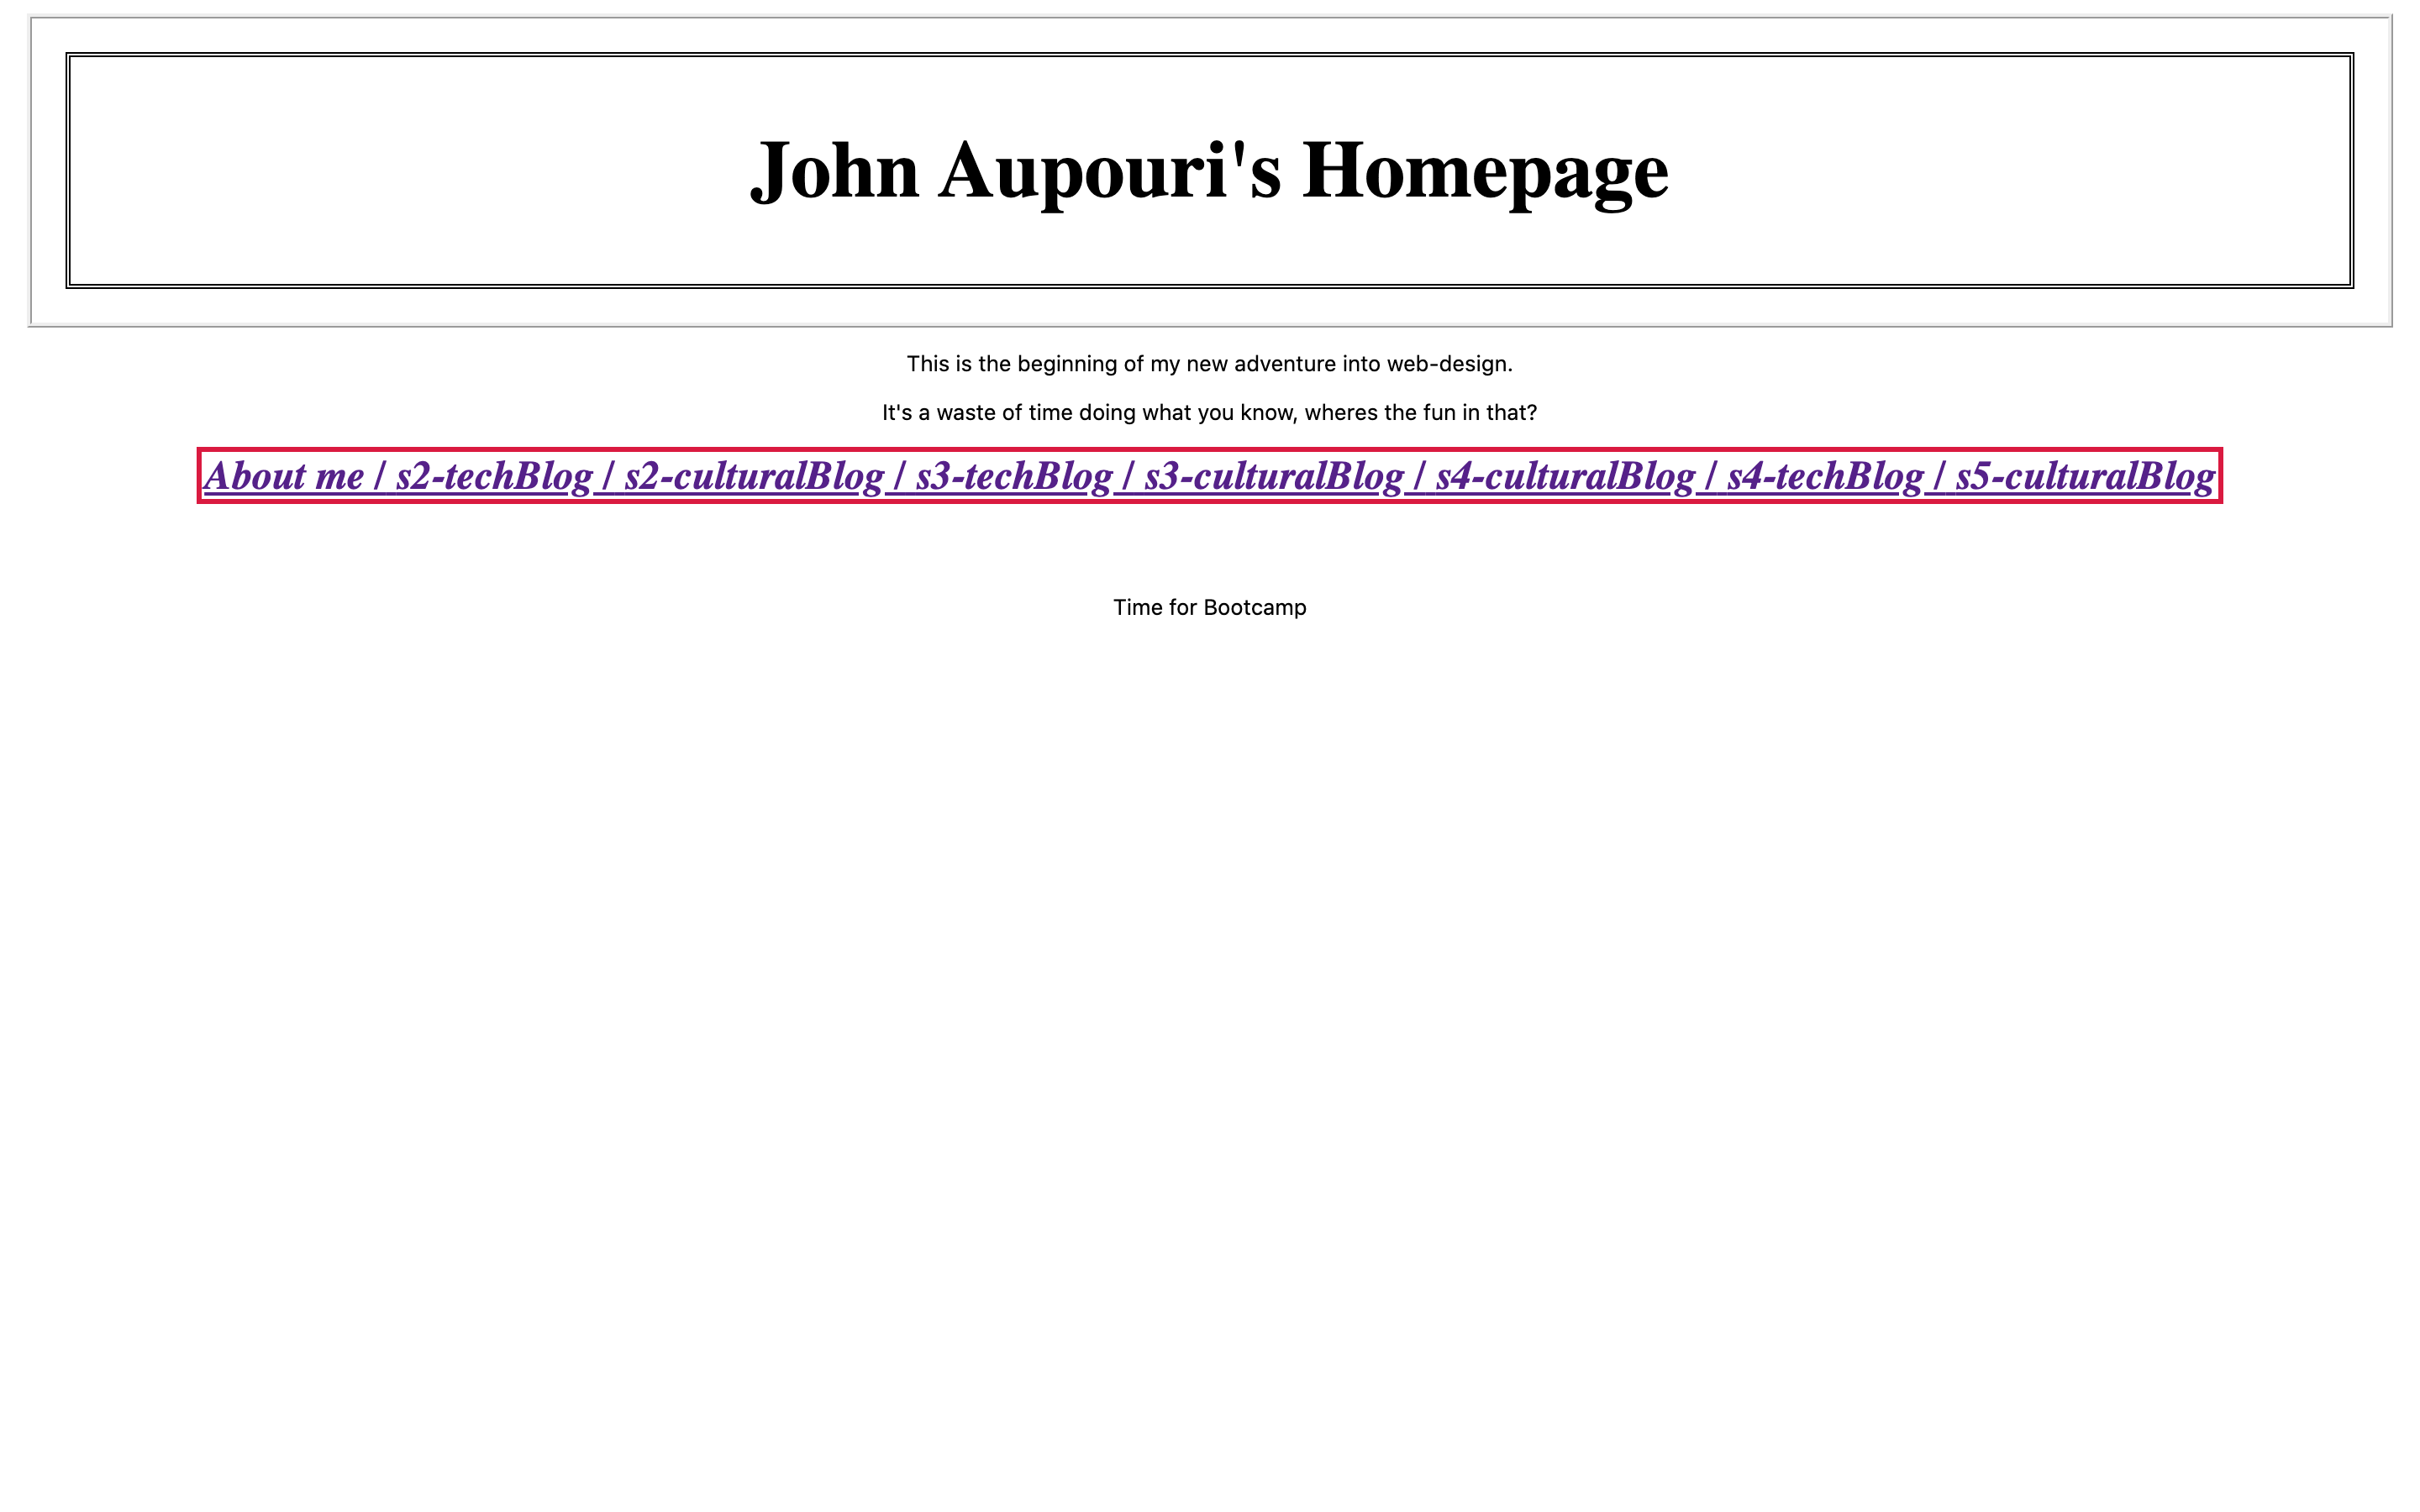 John Aupouri's Homepage
This is the beginning of my new adventure into web-design.
It's a waste of time doing what you know, wheres the fun in that?
About me / s2-techBlog / s2-culturalBlog / s3-techBlog / s3-culturalBlog / s4-culturalBlog / s4-techBlog / s5-culturalBlog
Time for Bootcamp